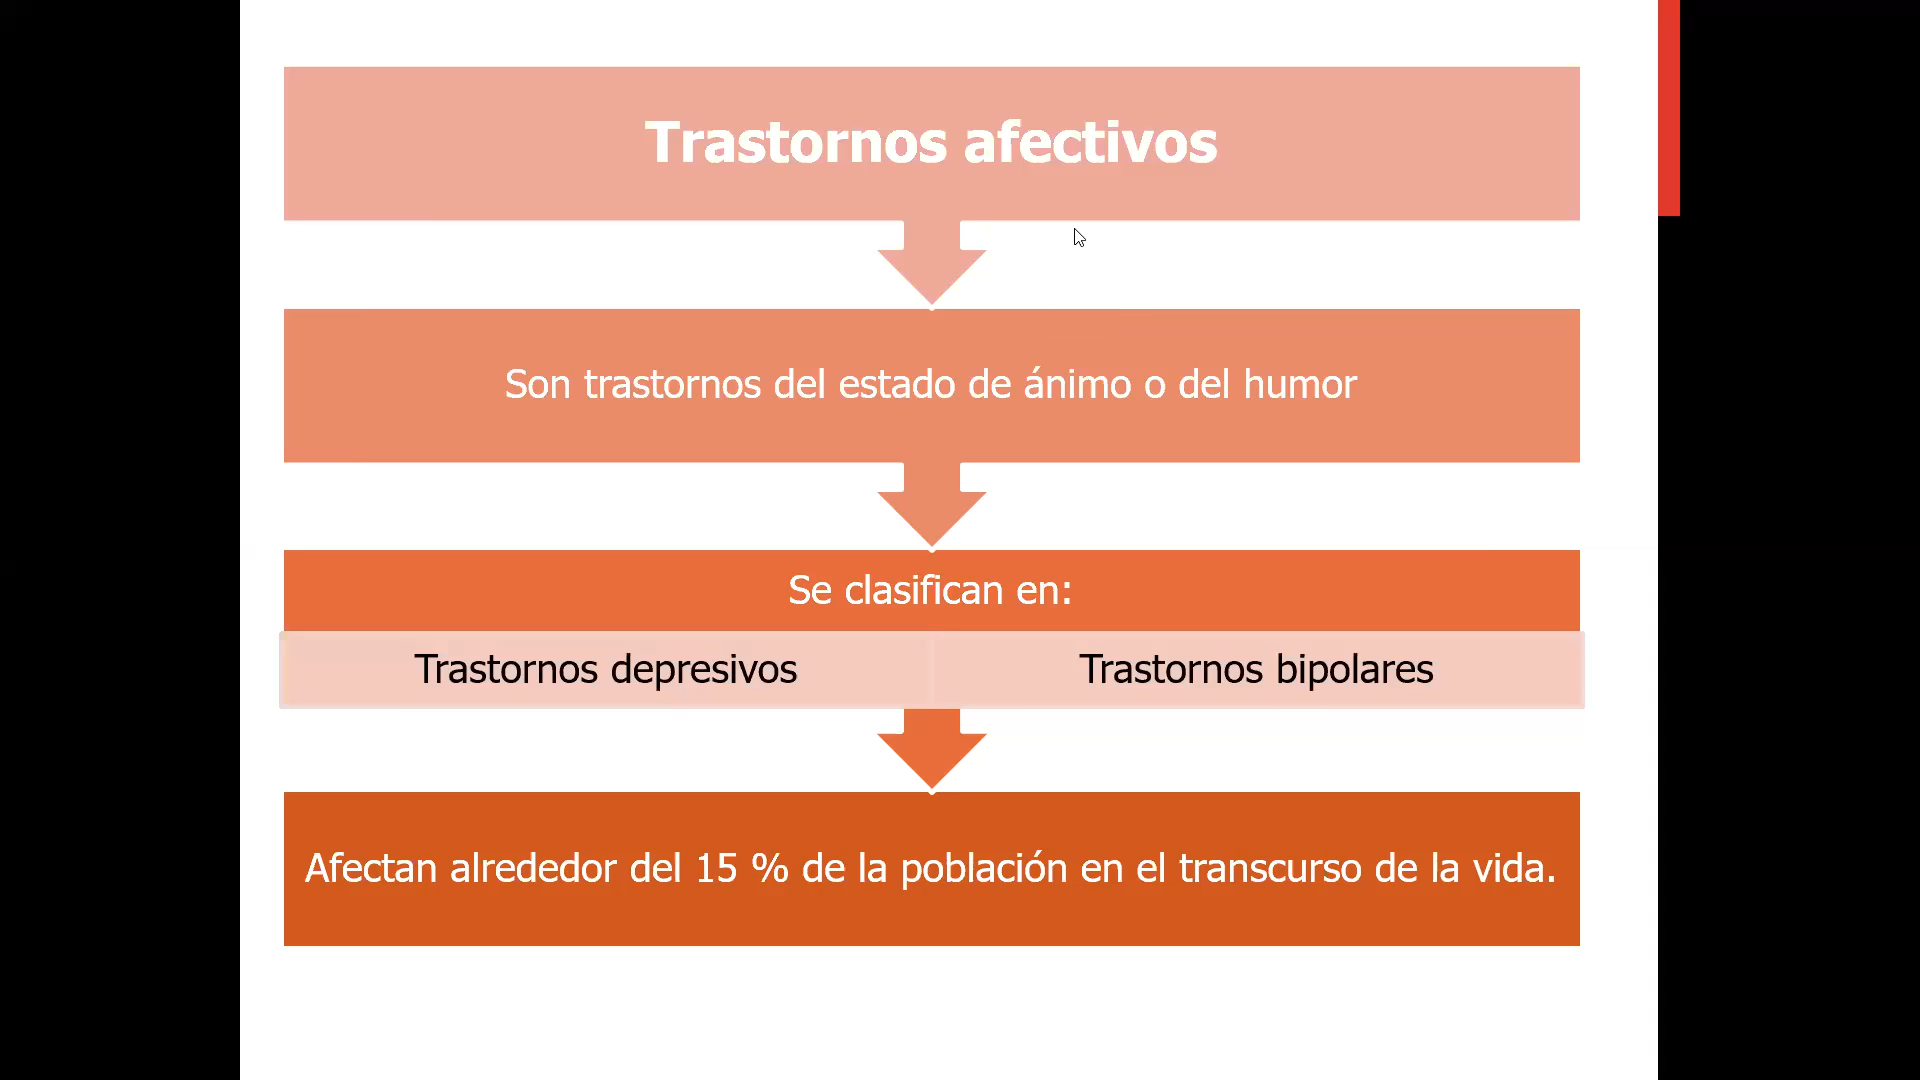 Trastornos afectivos
Son trastornos del estado de ánimo o del humor
Se clasifican en:
Trastornos depresivos
Trastornos bipolares
Afectan alrededor del 15 % de la población en el transcurso de la vida.